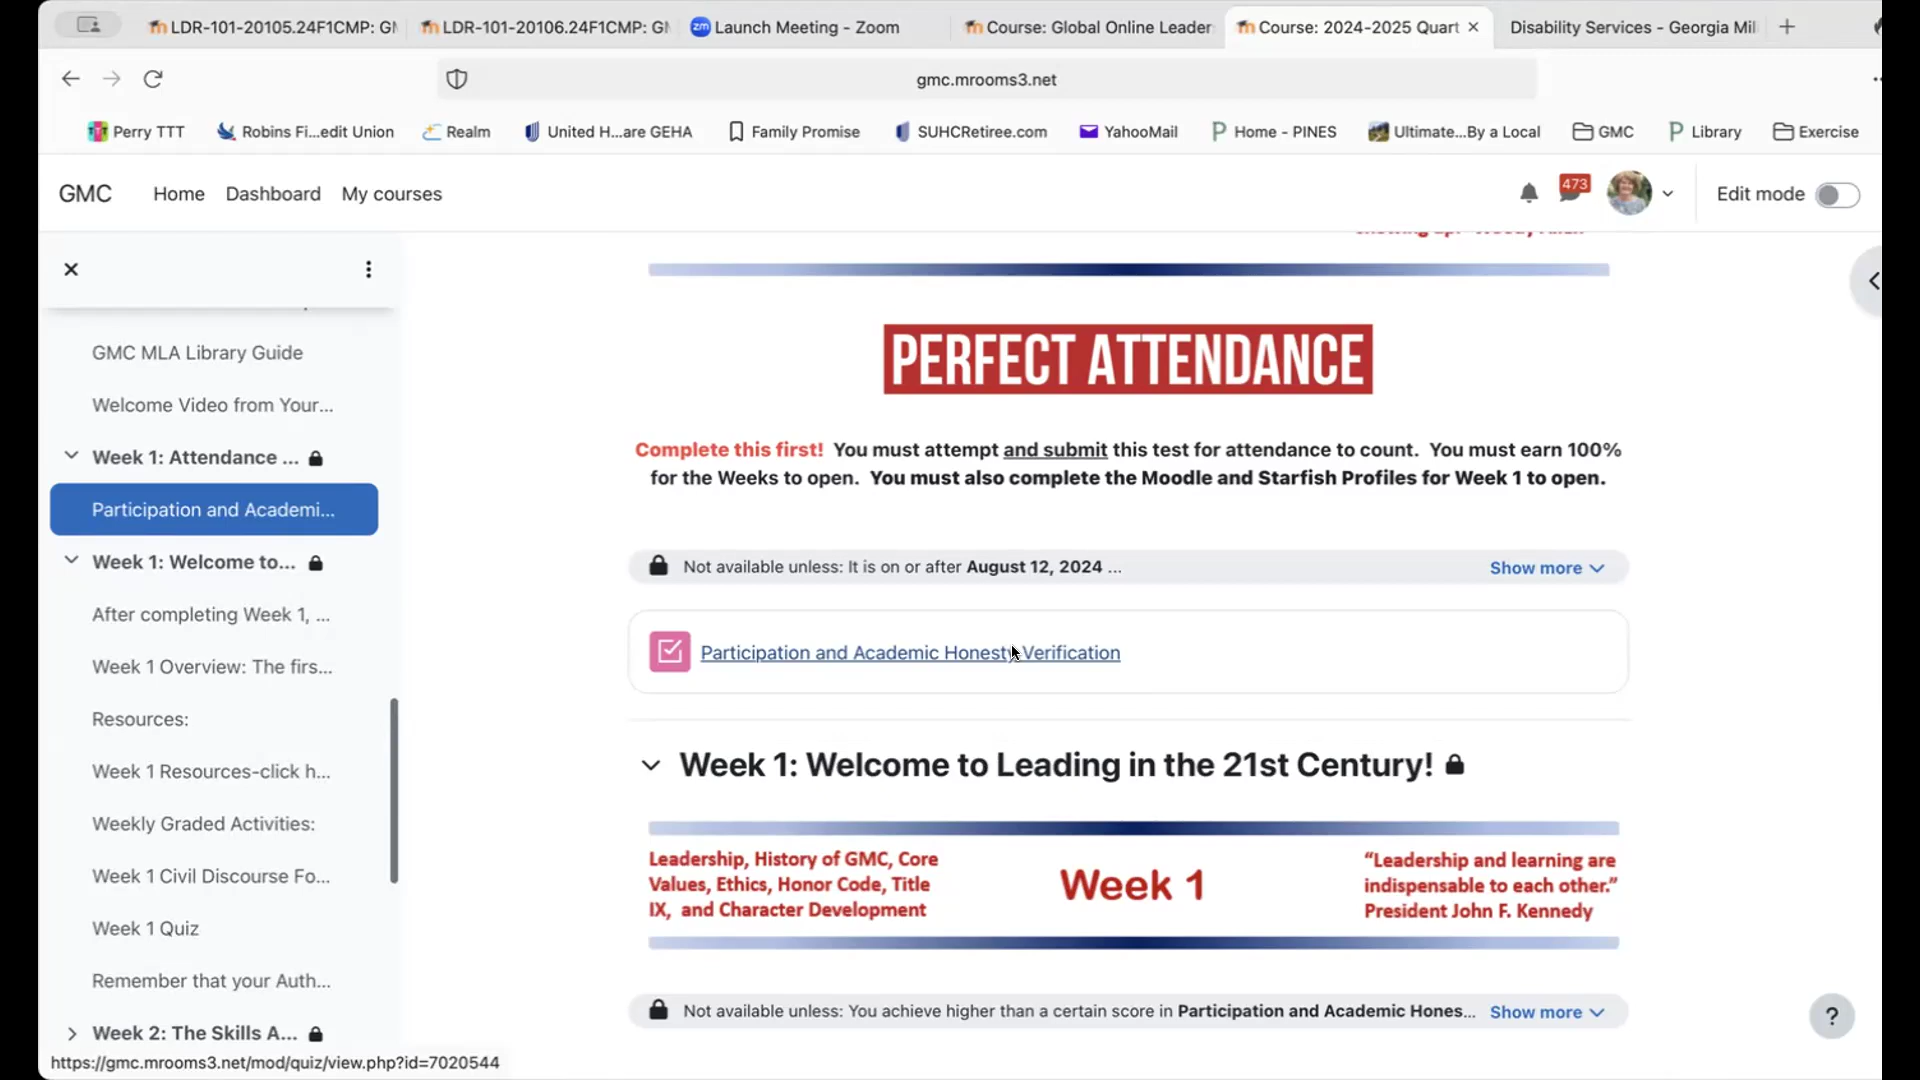 LDR-101-20105.24F1CMP: GM
LDR-101-20106.24F1CMP: GM
zm Launch Meeting - Zoom
Course: Global Online Leader
Course: 2024-2025 Quart
Disability Services - Georgia Mil
gmc.mrooms3.net
Perry TTT
Robins Fi...edit Union
Realm
United H...are GEHA
Family Promise
SUHCRetiree.com
YahooMail
Home - PINES
Ultimate...By a Local
GMC
Library
Exercise
GMC
Home
Dashboard
My courses
473
Edit mode
GMC MLA Library Guide
Welcome Video from Your...
Week 1: Attendance ...
Participation and Academi...
Week 1: Welcome to...
After completing Week 1, ...
Week 1 Overview: The firs...
Resources:
Week 1 Resources-click h...
Weekly Graded Activities:
Week 1 Civil Discourse Fo...
Week 1 Quiz
Remember that your Auth...
Week 2: The Skills A...
PERFECT ATTENDANCE
Complete this first! You must attempt and submit this test for attendance to count. You must earn 100%
for the Weeks to open. You must also complete the Moodle and Starfish Profiles for Week 1 to open.
Not available unless: It is on or after August 12, 2024 ...
Show more
Participation and Academic Honesty Verification
Week 1: Welcome to Leading in the 21st Century!
Leadership, History of GMC, Core
Values, Ethics, Honor Code, Title
IX, and Character Development
Week 1
“Leadership and learning are
indispensable to each other.”
President John F. Kennedy
Not available unless: You achieve higher than a certain score in Participation and Academic Hones...
Show more
?
https://gmc.mrooms3.net/mod/quiz/view.php?id=7020544